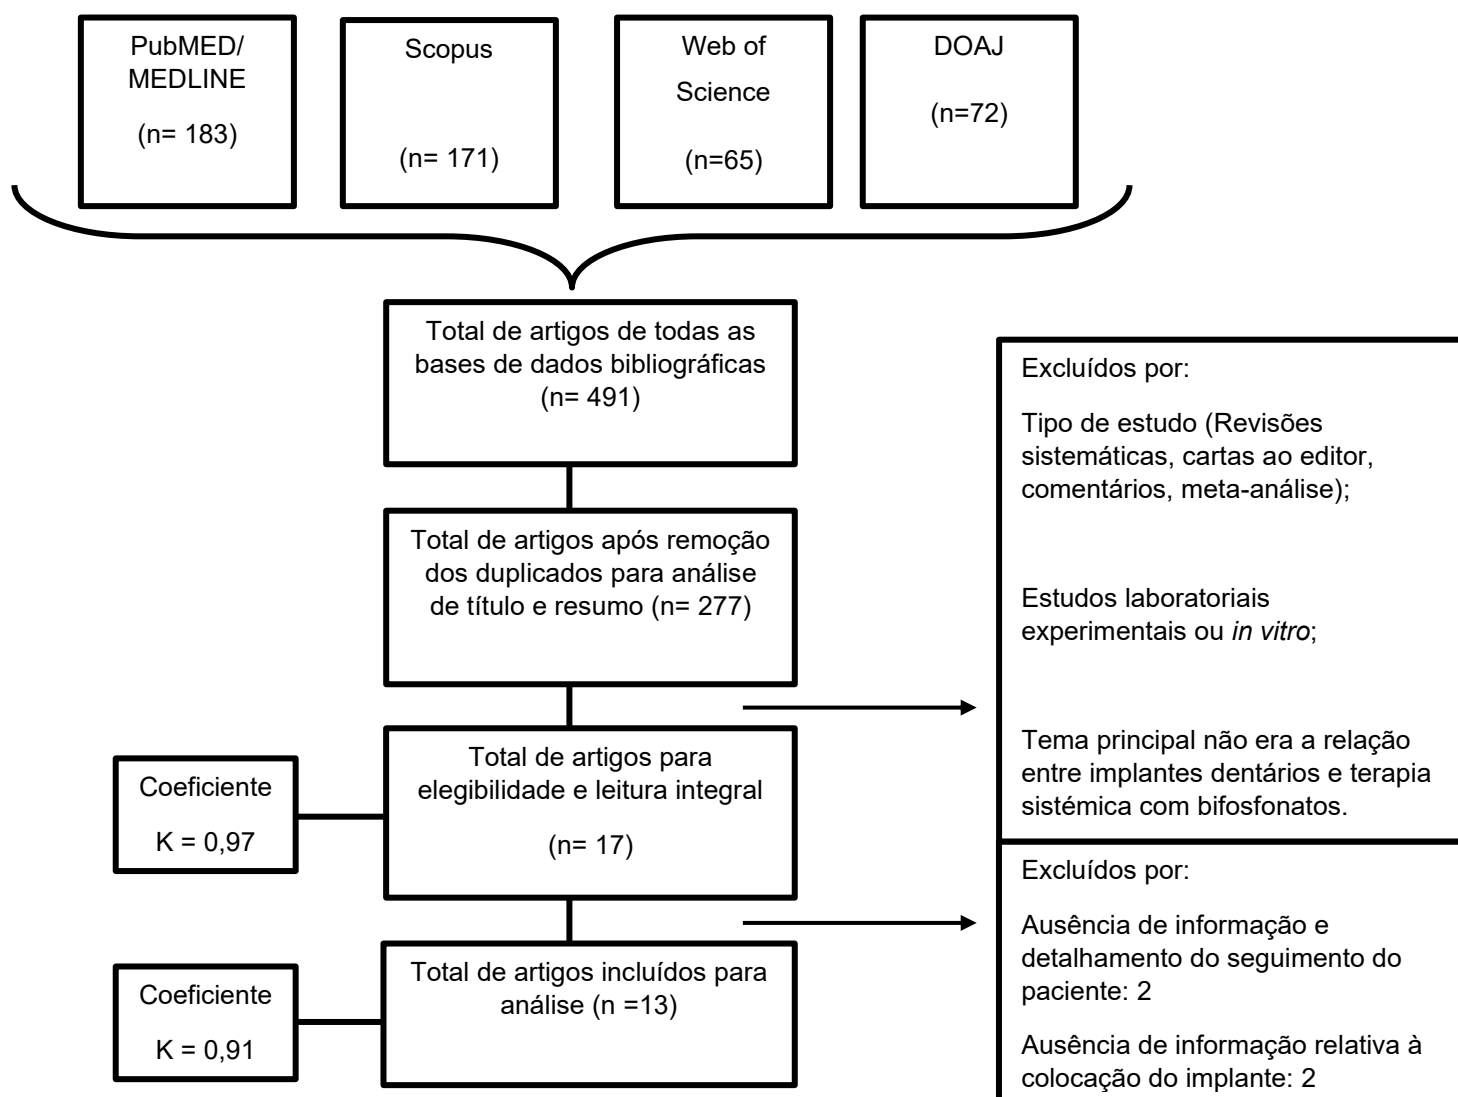 PubMED/
MEDLINE
(n= 183)
Scopus
(n= 171)
Web of
Science
(n=65)
DOAJ
(n=72)
Total de artigos de todas as
bases de dados bibliográficas
(n= 491)
Total de artigos após remoção
dos duplicados para análise
de título e resumo (n= 277)
Excluídos por:
Tipo de estudo (Revisões
sistemáticas, cartas ao editor,
comentários, meta-análise);
Estudos laboratoriais
experimentais ou in vitro;
Tema principal não era a relação
entre implantes dentários e terapia
sistémica com bifosfonatos.
Coeficiente
K = 0,97
Total de artigos para
elegibilidade e leitura integral
(n= 17)
Excluídos por:
Ausência de informação e
detalhamento do seguimento do
paciente: 2
Ausência de informação relativa à
colocação do implante: 2
Coeficiente
K = 0,91
Total de artigos incluídos para
análise (n =13)